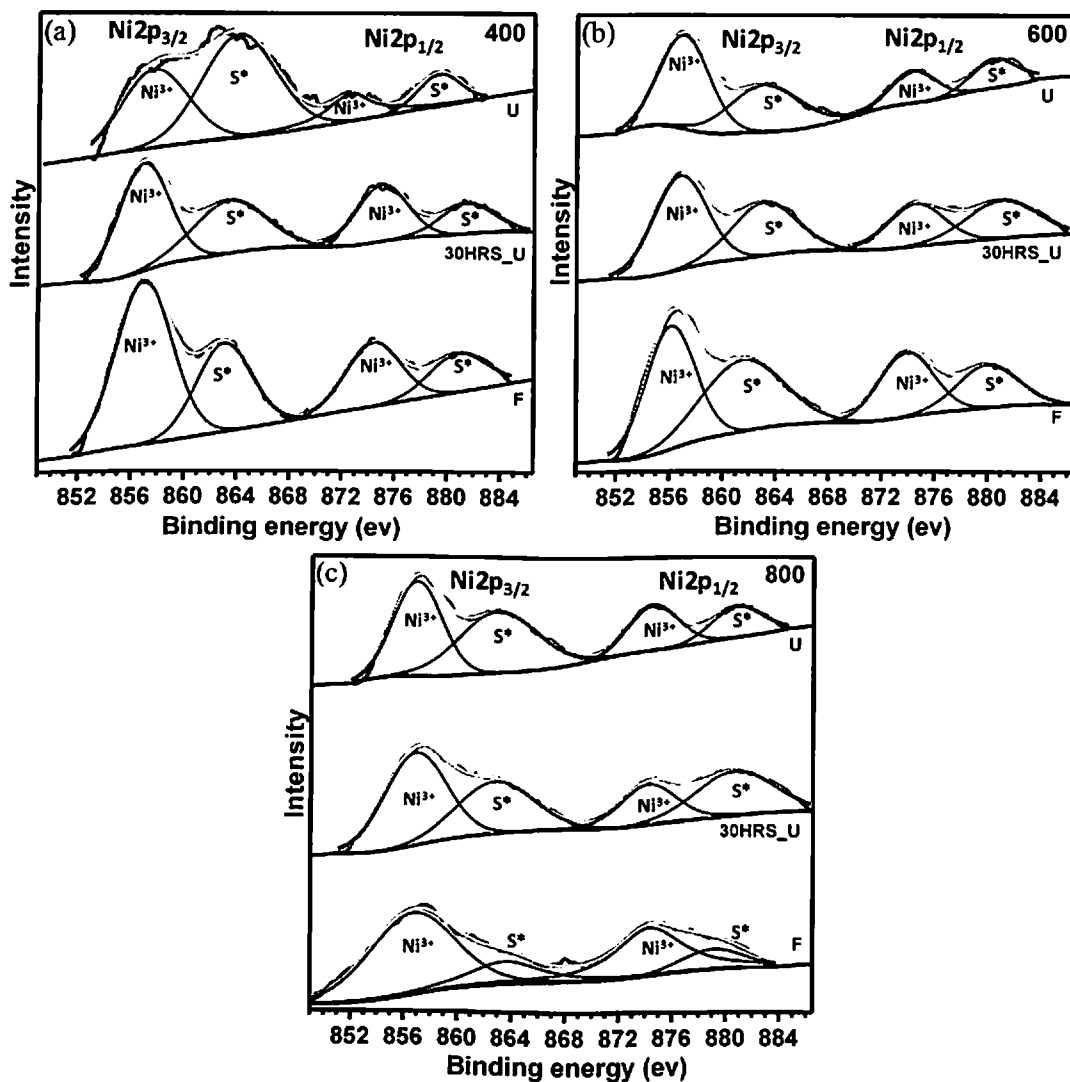 (a) Ni2p3/2 Ni2p1/2 400
Ni³⁺ S* Ni³⁺ S*
U
Ni³⁺ S* Ni³⁺ S*
30HRS_U
Ni³⁺ S* Ni³⁺ S*
F
Intensity
852 856 860 864 868 872 876 880 884
Binding energy (ev)
(b) Ni2p3/2 Ni2p1/2 600
Ni³⁺ S* Ni³⁺ S*
U
Ni³⁺ S* Ni³⁺ S*
30HRS_U
Ni³⁺ S* Ni³⁺ S*
F
Intensity
852 856 860 864 868 872 876 880 884
Binding energy (ev)
(c) Ni2p3/2 Ni2p1/2 800
Ni³⁺ S* Ni³⁺ S*
U
Ni³⁺ S* Ni³⁺ S*
30HRS_U
Ni³⁺ S* Ni³⁺ S*
F
Intensity
852 856 860 864 868 872 876 880 884
Binding energy (ev)